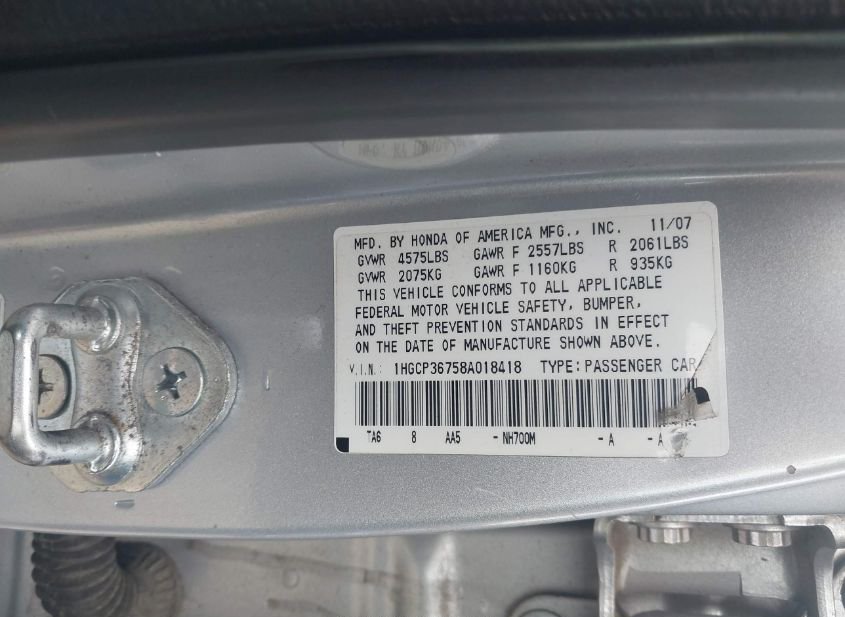 MFD. BY HONDA OF AMERICA MFG., INC. 11/07
GVWR 4575LBS GAWR F 2557LBS R 2061LBS
GVWR 2075KG GAWR F 1160KG R 935KG
THIS VEHICLE CONFORMS TO ALL APPLICABLE
FEDERAL MOTOR VEHICLE SAFETY, BUMPER,
AND THEFT PREVENTION STANDARDS IN EFFECT
ON THE DATE OF MANUFACTURE SHOWN ABOVE.
V.I.N.: 1HGCP36758A018418 TYPE: PASSENGER CAR
TA6 8 AA5 - NH700M - A - A